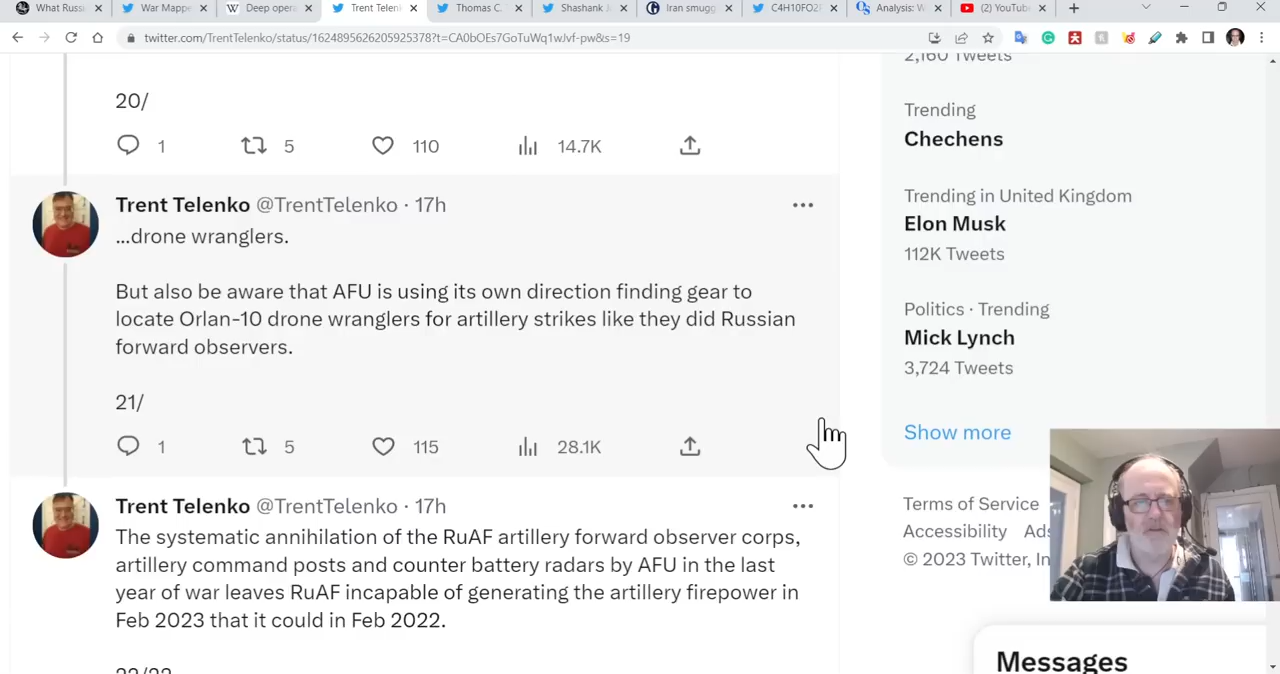 What Russi
War Mappe
Deep opera
Trent Telen
Thomas C.
Shashank J
Iran smugg
C4H10FO2P
Analysis: W
(2) YouTube
twitter.com/TrentTelenko/status/1624895626205925378?t=CA0bOEs7GoTuWq1wJvf-pw&s=19
20/
1 5 110 14.7K
Trent Telenko @TrentTelenko · 17h
...drone wranglers.
But also be aware that AFU is using its own direction finding gear to
locate Orlan-10 drone wranglers for artillery strikes like they did Russian
forward observers.
21/
1 5 115 28.1K
Trent Telenko @TrentTelenko · 17h
The systematic annihilation of the RuAF artillery forward observer corps,
artillery command posts and counter battery radars by AFU in the last
year of war leaves RuAF incapable of generating the artillery firepower in
Feb 2023 that it could in Feb 2022.
22/22
2,160 Tweets
Trending
Chechens
Trending in United Kingdom
Elon Musk
112K Tweets
Politics · Trending
Mick Lynch
3,724 Tweets
Show more
Terms of Service
Accessibility Ads
© 2023 Twitter, In
Messages